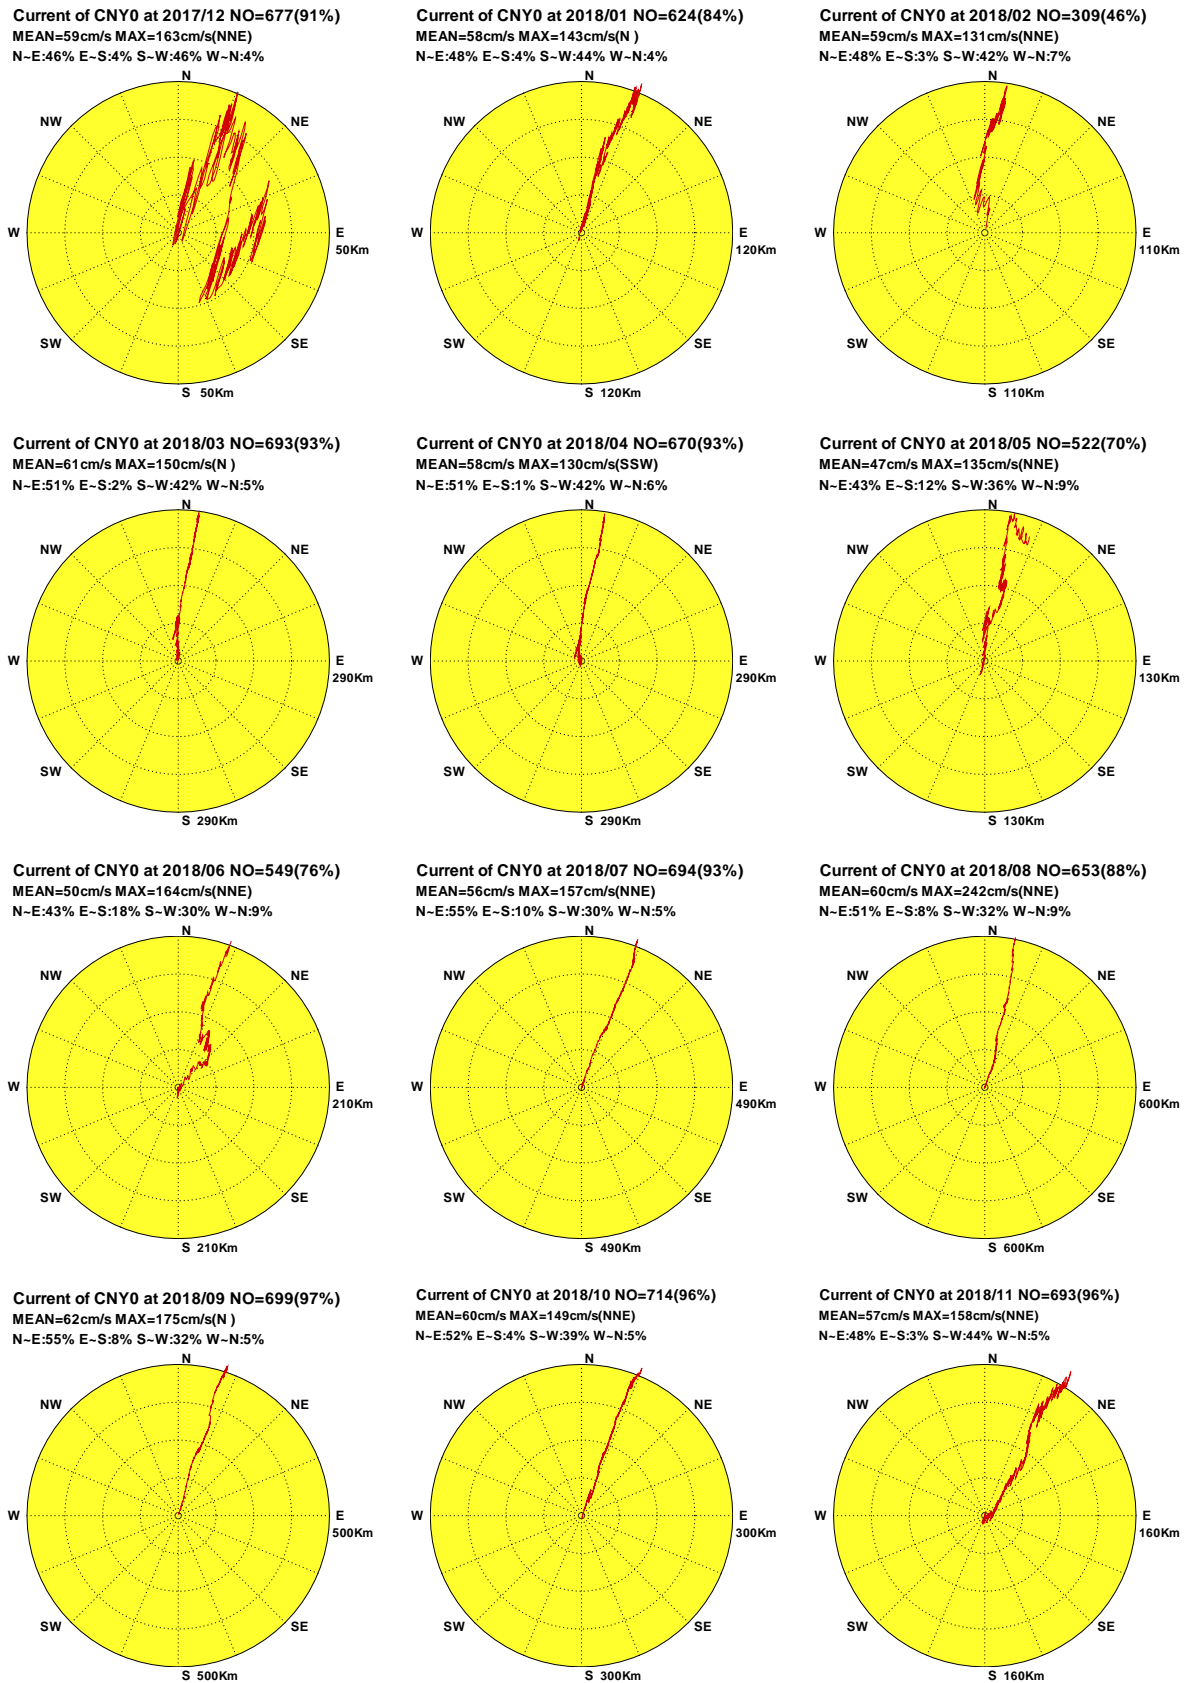 Current of CNY0 at 2017/12 NO=677(91%)
MEAN=59cm/s MAX=163cm/s(NNE)
N~E:46% E~S:4% S~W:46% W~N:4%
N
NW
NE
W
E
50Km
SW
SE
S 50Km
Current of CNY0 at 2018/01 NO=624(84%)
MEAN=58cm/s MAX=143cm/s(N )
N~E:48% E~S:4% S~W:44% W~N:4%
N
NW
NE
W
E
120Km
SW
SE
S 120Km
Current of CNY0 at 2018/02 NO=309(46%)
MEAN=59cm/s MAX=131cm/s(NNE)
N~E:48% E~S:3% S~W:42% W~N:7%
N
NW
NE
W
E
110Km
SW
SE
S 110Km
Current of CNY0 at 2018/03 NO=693(93%)
MEAN=61cm/s MAX=150cm/s(N )
N~E:51% E~S:2% S~W:42% W~N:5%
N
NW
NE
W
E
290Km
SW
SE
S 290Km
Current of CNY0 at 2018/04 NO=670(93%)
MEAN=58cm/s MAX=130cm/s(SSW)
N~E:51% E~S:1% S~W:42% W~N:6%
N
NW
NE
W
E
290Km
SW
SE
S 290Km
Current of CNY0 at 2018/05 NO=522(70%)
MEAN=47cm/s MAX=135cm/s(NNE)
N~E:43% E~S:12% S~W:36% W~N:9%
N
NW
NE
W
E
130Km
SW
SE
S 130Km
Current of CNY0 at 2018/06 NO=549(76%)
MEAN=50cm/s MAX=164cm/s(NNE)
N~E:43% E~S:18% S~W:30% W~N:9%
N
NW
NE
W
E
210Km
SW
SE
S 210Km
Current of CNY0 at 2018/07 NO=694(93%)
MEAN=56cm/s MAX=157cm/s(NNE)
N~E:55% E~S:10% S~W:30% W~N:5%
N
NW
NE
W
E
490Km
SW
SE
S 490Km
Current of CNY0 at 2018/08 NO=653(88%)
MEAN=60cm/s MAX=242cm/s(NNE)
N~E:51% E~S:8% S~W:32% W~N:9%
N
NW
NE
W
E
600Km
SW
SE
S 600Km
Current of CNY0 at 2018/09 NO=699(97%)
MEAN=62cm/s MAX=175cm/s(N )
N~E:55% E~S:8% S~W:32% W~N:5%
N
NW
NE
W
E
500Km
SW
SE
S 500Km
Current of CNY0 at 2018/10 NO=714(96%)
MEAN=60cm/s MAX=149cm/s(NNE)
N~E:52% E~S:4% S~W:39% W~N:5%
N
NW
NE
W
E
300Km
SW
SE
S 300Km
Current of CNY0 at 2018/11 NO=693(96%)
MEAN=57cm/s MAX=158cm/s(NNE)
N~E:48% E~S:3% S~W:44% W~N:5%
N
NW
NE
W
E
160Km
SW
SE
S 160Km